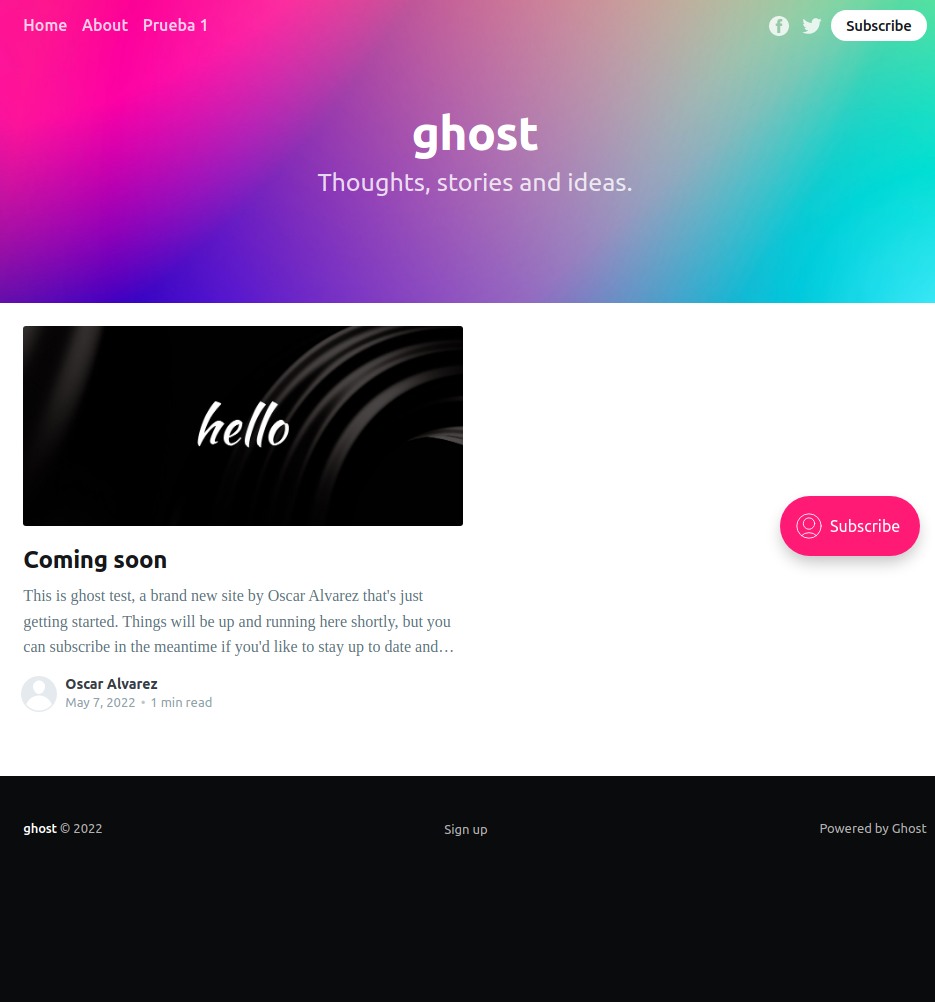 Home About Prueba 1 Subscribe
ghost
Thoughts, stories and ideas.
hello
Coming soon
This is ghost test, a brand new site by Oscar Alvarez that's just
getting started. Things will be up and running here shortly, but you
can subscribe in the meantime if you'd like to stay up to date and…
Oscar Alvarez
May 7, 2022 • 1 min read
Subscribe
ghost © 2022 Sign up Powered by Ghost